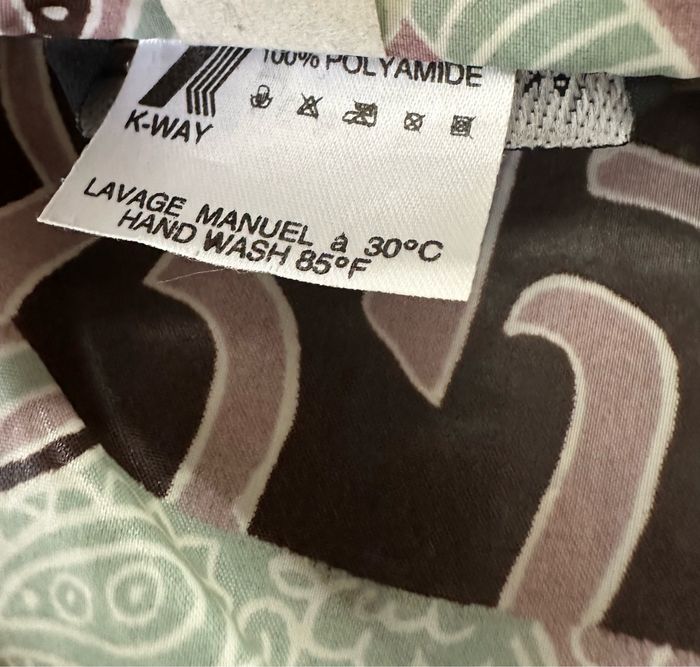 100% POLYAMIDE
K-WAY
LAVAGE MANUEL à 30°C
HAND WASH 85°F